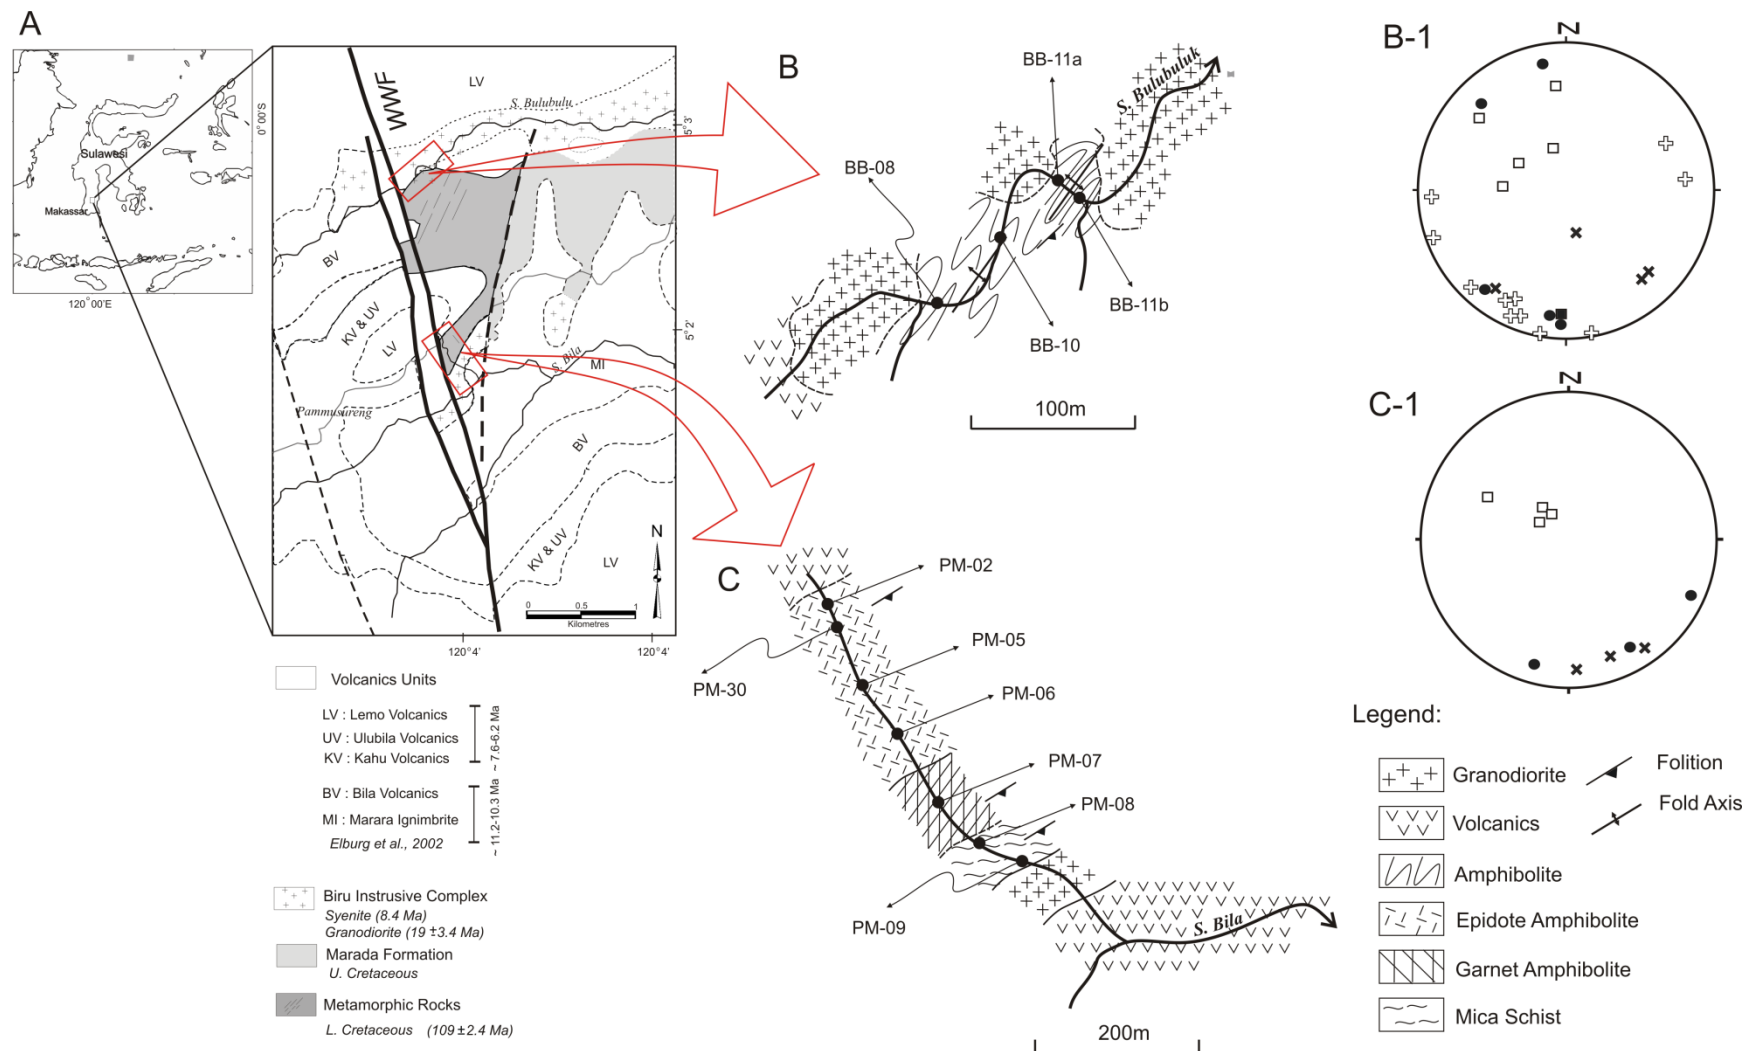 A
Sulawesi
Makassar
120°00'E
0°00'S
WWF
LV
S. Bulubulu
5°3'
BV
KV & UV
LV
S. Bila
MI
5°2'
Pammusureng
BV
KV & UV
LV
N
0 0.5 1
Kilometres
120°4' 120°4'
Volcanics Units
LV : Lemo Volcanics
UV : Ulubila Volcanics
KV : Kahu Volcanics
~ 7.6-6.2 Ma
BV : Bila Volcanics
MI : Marara Ignimbrite
Elburg et al., 2002
~ 11.2-10.3 Ma
Biru Instrusive Complex
Syenite (8.4 Ma)
Granodiorite (19 ±3.4 Ma)
Marada Formation
U. Cretaceous
Metamorphic Rocks
L. Cretaceous (109±2.4 Ma)
B
BB-11a
S. Bulubuluk
BB-08
BB-11b
BB-10
100m
C
PM-02
PM-05
PM-30
PM-06
PM-07
PM-08
PM-09
S. Bila
200m
B-1
N
C-1
N
Legend:
Granodiorite
Folition
Volcanics
Fold Axis
Amphibolite
Epidote Amphibolite
Garnet Amphibolite
Mica Schist